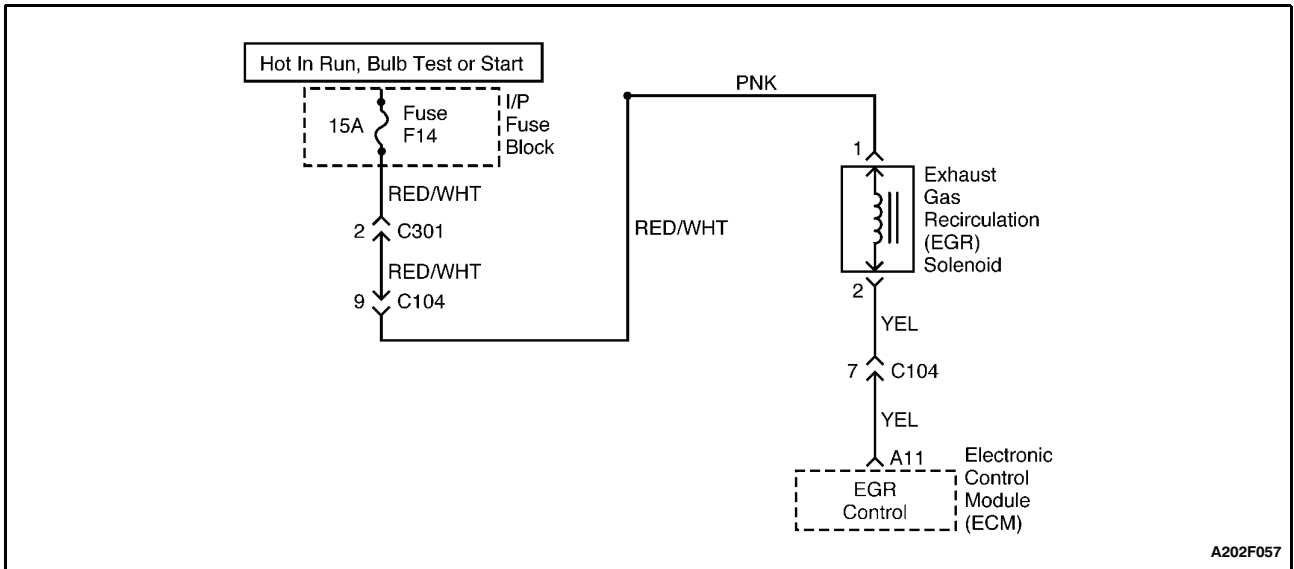 Hot In Run, Bulb Test or Start
15A
Fuse
F14
I/P
Fuse
Block
RED/WHT
2 C301
RED/WHT
9 C104
RED/WHT
PNK
1
Exhaust
Gas
Recirculation
(EGR)
Solenoid
2
YEL
7 C104
YEL
A11
EGR
Control
Electronic
Control
Module
(ECM)
A202F057